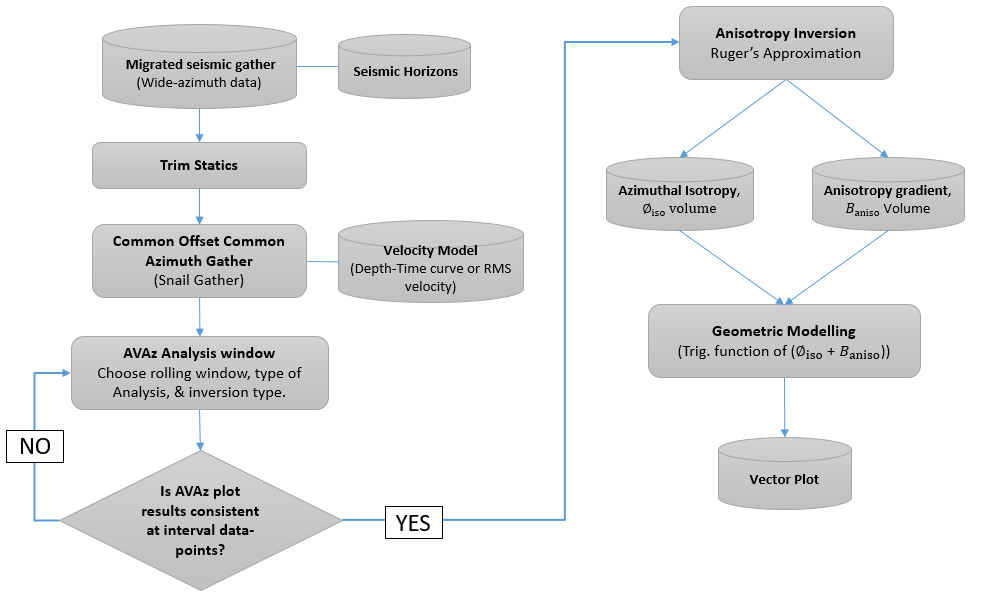 Migrated seismic gather
(Wide-azimuth data)
Seismic Horizons
Trim Statics
Common Offset Common
Azimuth Gather
(Snail Gather)
Velocity Model
(Depth-Time curve or RMS
velocity)
AVAz Analysis window
Choose rolling window, type of
Analysis, & inversion type.
NO
Is AVAz plot
results consistent
at interval data-
points?
YES
Anisotropy Inversion
Ruger’s Approximation
Azimuthal Isotropy,
Øiso volume
Anisotropy gradient,
Baniso Volume
Geometric Modelling
(Trig. function of (Øiso + Baniso))
Vector Plot